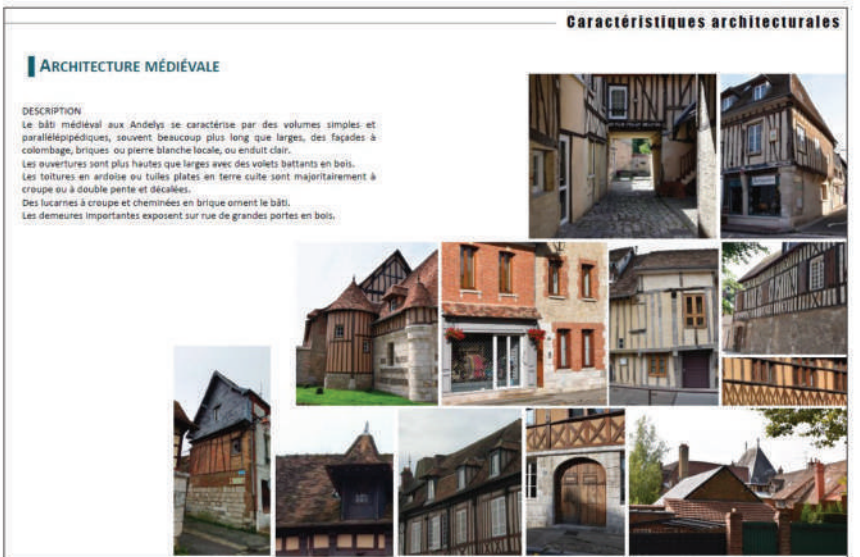 Caractéristiques architecturales
ARCHITECTURE MÉDIÉVALE
DESCRIPTION
Le bâti médiéval aux Andelys se caractérise par des volumes simples et
parallélépipédiques, souvent beaucoup plus long que larges, des façades à
colombage, briques ou pierre blanche locale, ou enduit clair.
Les ouvertures sont plus hautes que larges avec des volets battants en bois.
Les toitures en ardoise ou tuiles plates en terre cuite sont majoritairement à
croupe ou à double pente et décalées.
Des lucarnes à croupe et cheminées en brique ornent le bâti.
Les demeures importantes exposent sur rue de grandes portes en bois.